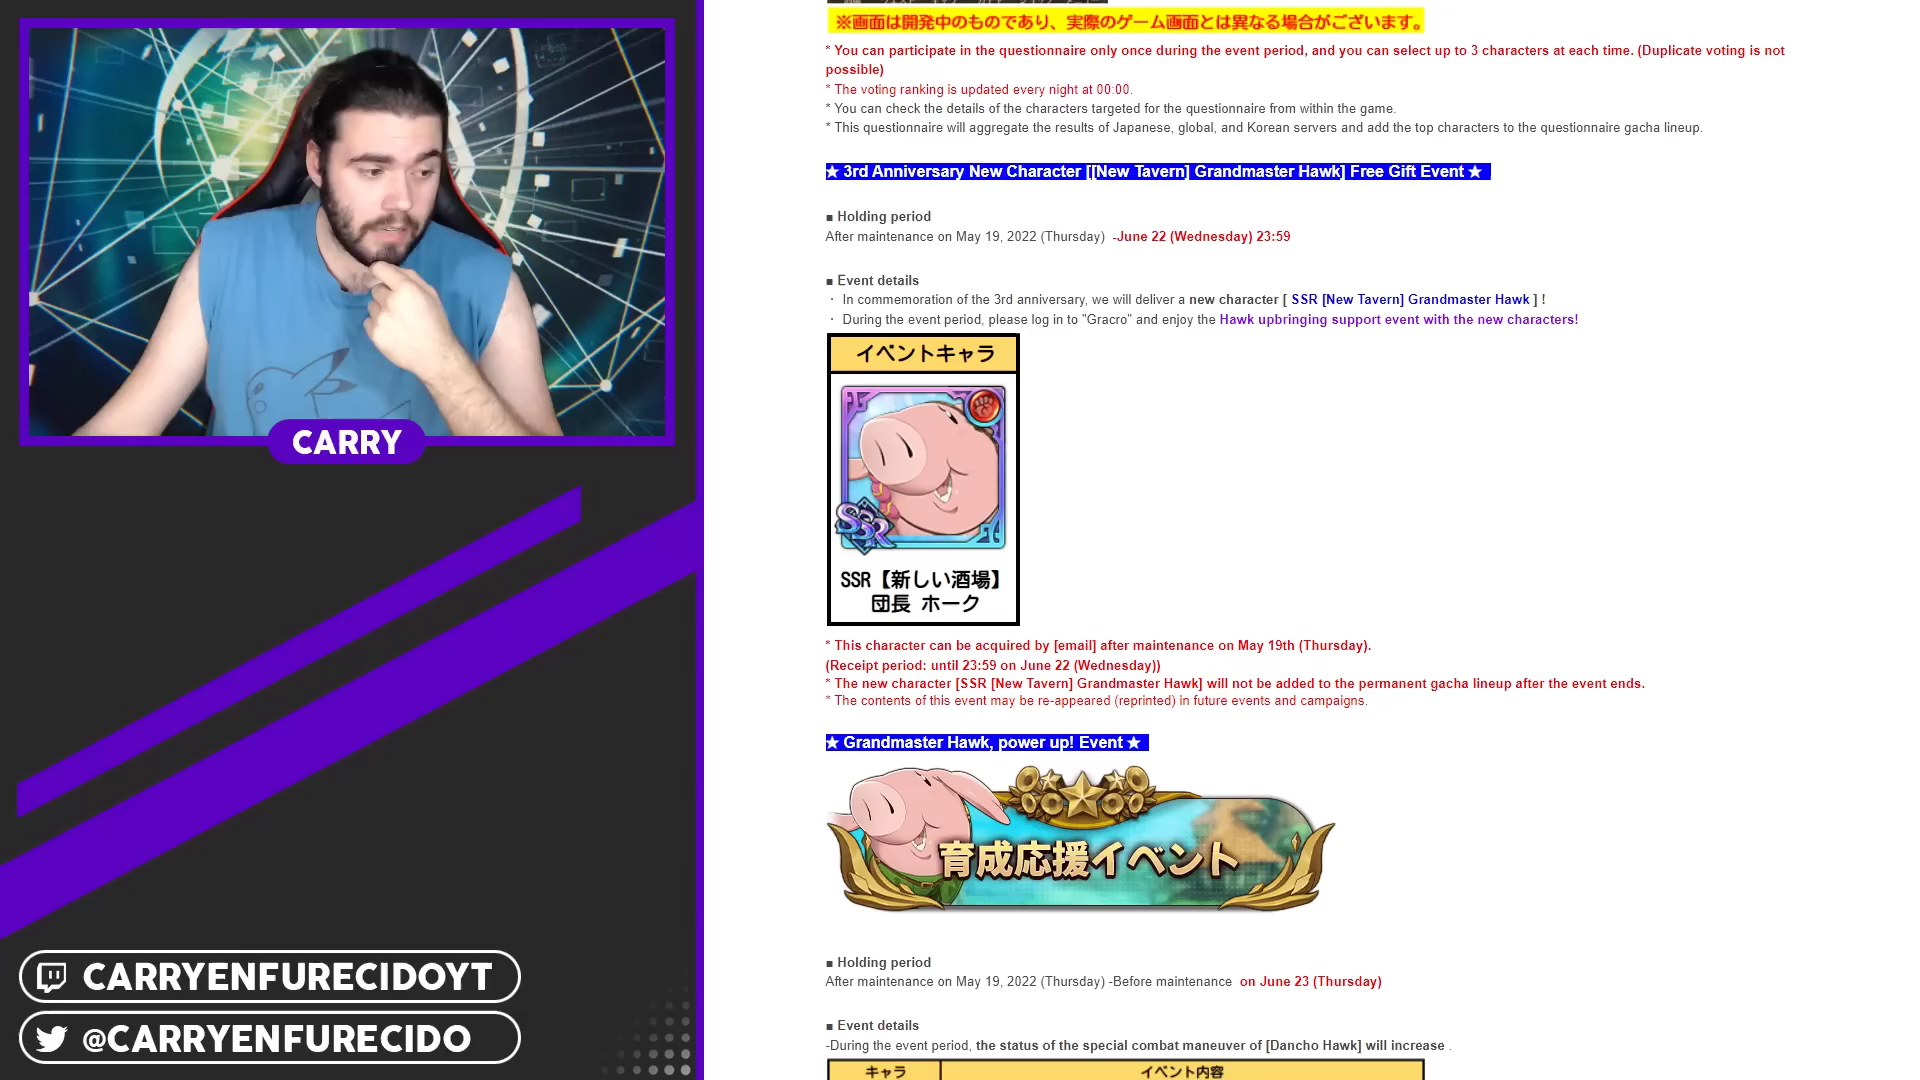 ※画面は開発中のものであり、実際のゲーム画面とは異なる場合がございます。
* You can participate in the questionnaire only once during the event period, and you can select up to 3 characters at each time. (Duplicate voting is not
possible)
* The voting ranking is updated every night at 00:00.
* You can check the details of the characters targeted for the questionnaire from within the game.
* This questionnaire will aggregate the results of Japanese, global, and Korean servers and add the top characters to the questionnaire gacha lineup.
★ 3rd Anniversary New Character [[New Tavern] Grandmaster Hawk] Free Gift Event ★
■ Holding period
After maintenance on May 19, 2022 (Thursday) -June 22 (Wednesday) 23:59
■ Event details
・ In commemoration of the 3rd anniversary, we will deliver a new character [ SSR [New Tavern] Grandmaster Hawk ] !
・ During the event period, please log in to "Gracro" and enjoy the Hawk upbringing support event with the new characters!
イベントキャラ
SSR
SSR【新しい酒場】
団長 ホーク
* This character can be acquired by [email] after maintenance on May 19th (Thursday).
(Receipt period: until 23:59 on June 22 (Wednesday))
* The new character [SSR [New Tavern] Grandmaster Hawk] will not be added to the permanent gacha lineup after the event ends.
* The contents of this event may be re-appeared (reprinted) in future events and campaigns.
★ Grandmaster Hawk, power up! Event ★
育成応援イベント
■ Holding period
After maintenance on May 19, 2022 (Thursday) -Before maintenance on June 23 (Thursday)
■ Event details
-During the event period, the status of the special combat maneuver of [Dancho Hawk] will increase .
キャラ イベント内容
CARRY
CARRYENFURECIDOYT
@CARRYENFURECIDO